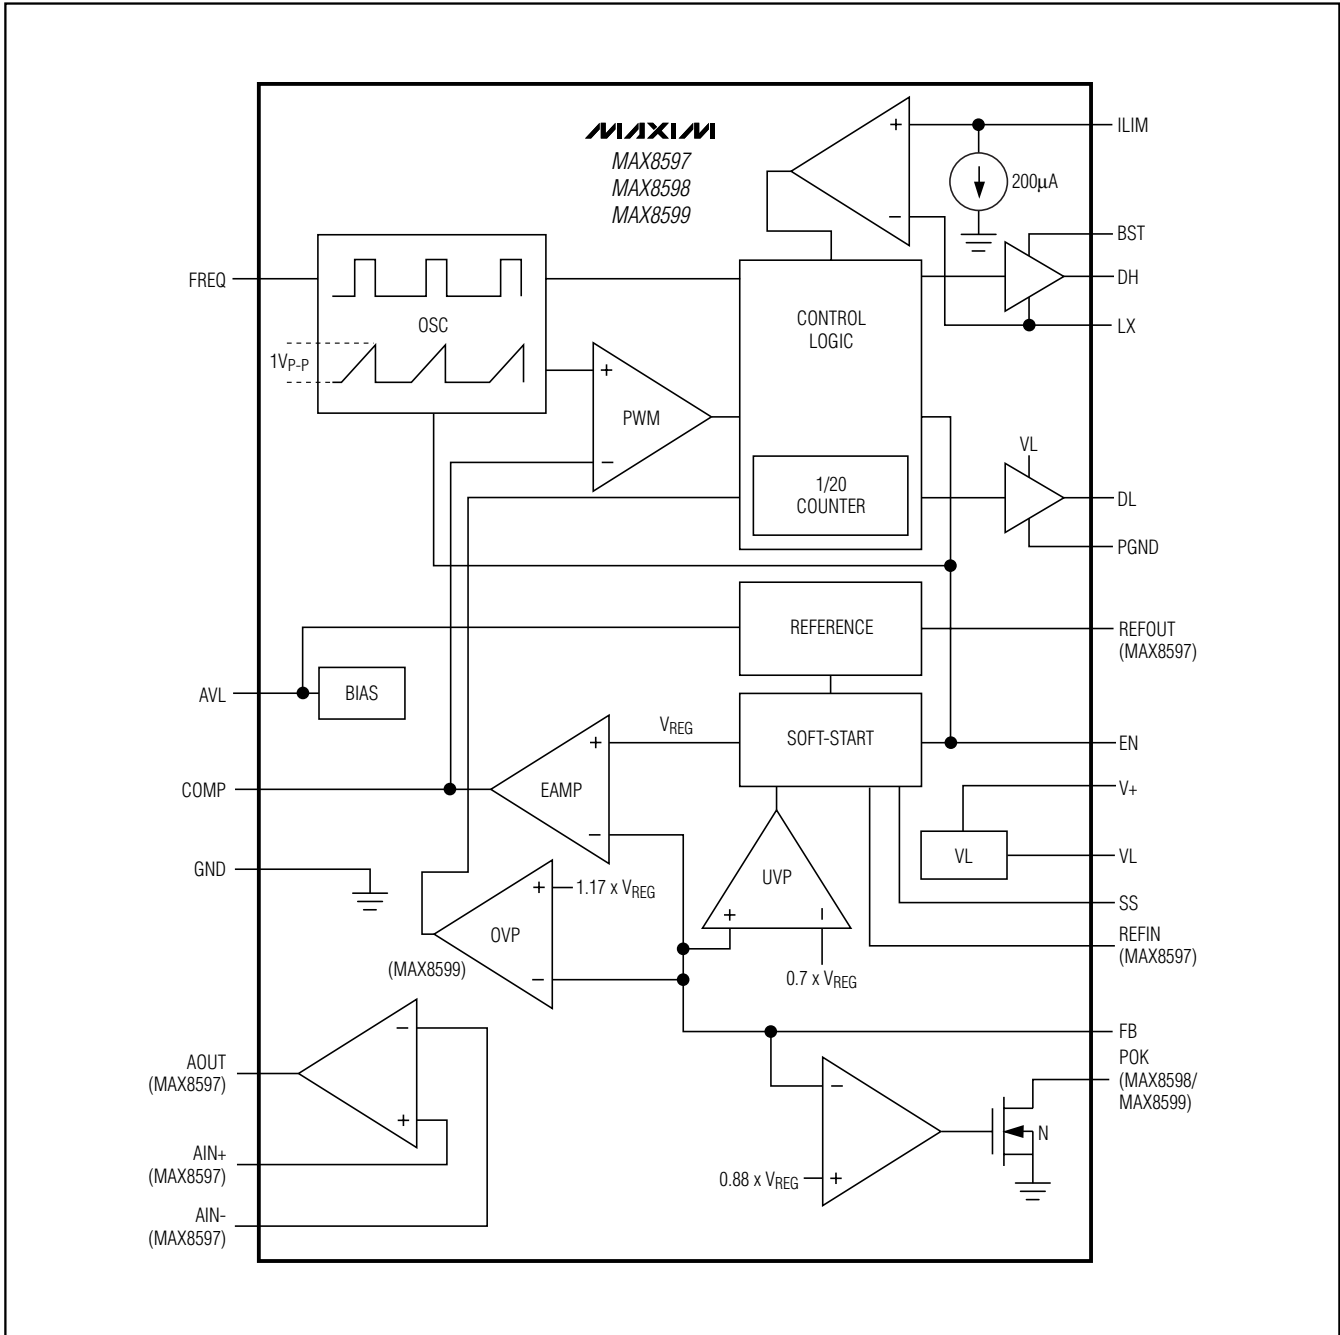 MAXIM
MAX8597
MAX8598
MAX8599
+
ILIM
200µA
−
BST
FREQ
DH
OSC
CONTROL
LOGIC
LX
1VP-P
+
PWM
VL
−
1/20
COUNTER
DL
PGND
REFERENCE
REFOUT
(MAX8597)
AVL
BIAS
VREG
SOFT-START
+
EN
COMP
EAMP
V+
−
VL
VL
GND
UVP
+ 1.17 x VREG
SS
+
−
OVP
REFIN
(MAX8597)
(MAX8599)
−
0.7 x VREG
−
FB
AOUT
(MAX8597)
POK
(MAX8598/
MAX8599)
−
+
N
AIN+
(MAX8597)
0.88 x VREG +
AIN-
(MAX8597)